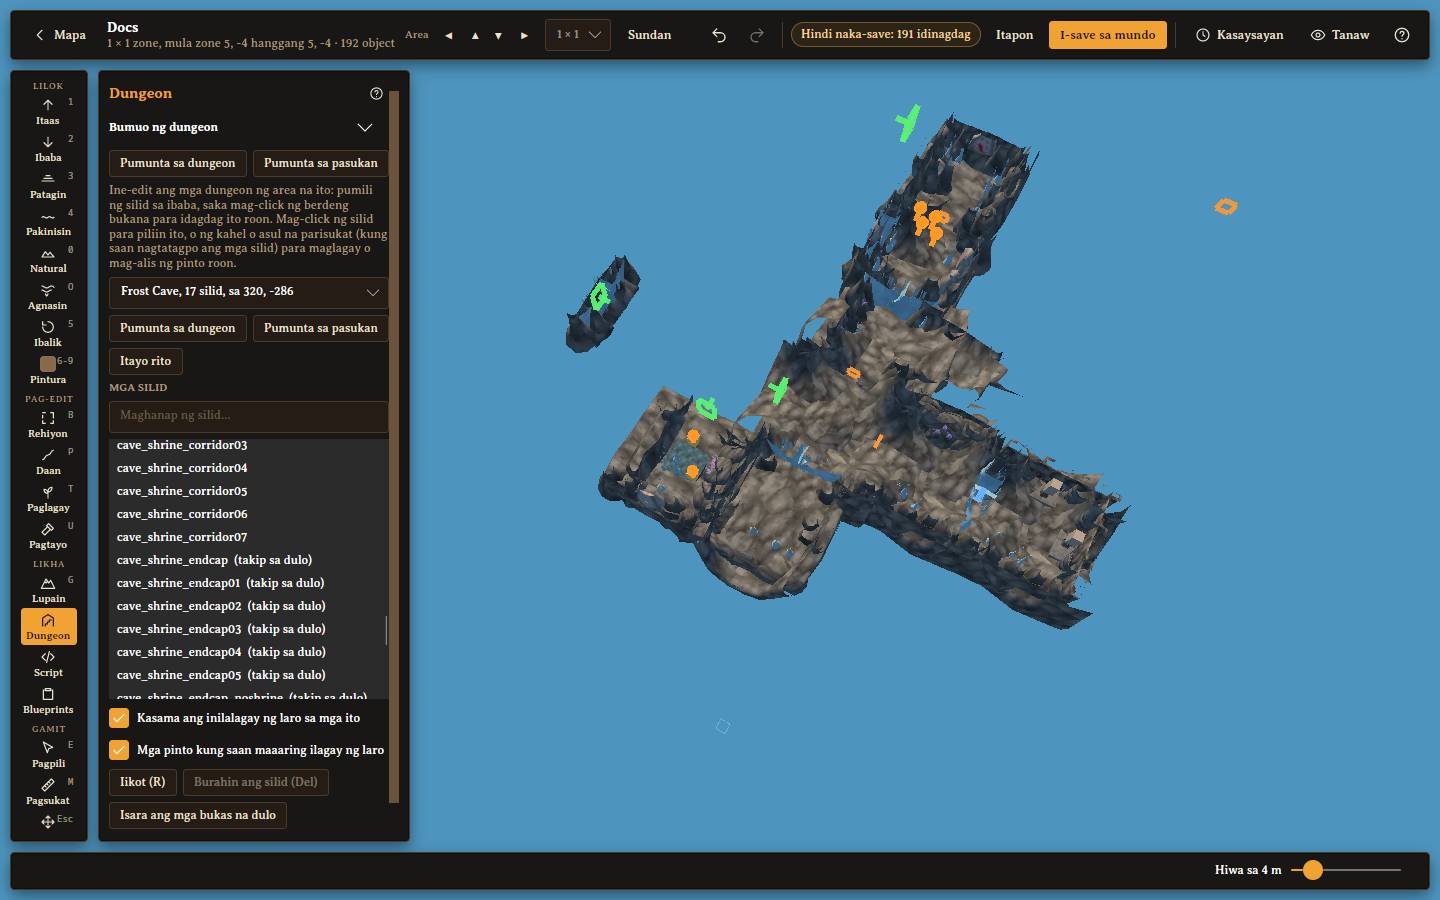 Mapa
Docs
1 × 1 zone, mula zone 5, -4 hanggang 5, -4 · 192 object
Area
1 × 1
Sundan
Hindi naka-save: 191 idinagdag
Itapon
I-save sa mundo
Kasaysayan
Tanaw
LILOK
1
Itaas
2
Ibaba
3
Patagin
4
Pakinisin
0
Natural
O
Agnasin
5
Ibalik
6-9
Pintura
PAG-EDIT
B
Rehiyon
P
Daan
T
Paglagay
U
Pagtayo
LIKHA
G
Lupain
Dungeon
Script
Blueprints
GAMIT
E
Pagpili
M
Pagsukat
Esc
Dungeon
Bumuo ng dungeon
Pumunta sa dungeon
Pumunta sa pasukan
Ine-edit ang mga dungeon ng area na ito: pumili
ng silid sa ibaba, saka mag-click ng berdeng
bukana para idagdag ito roon. Mag-click ng silid
para piliin ito, o ng kahel o asul na parisukat (kung
saan nagtatagpo ang mga silid) para maglagay o
mag-alis ng pinto roon.
Frost Cave, 17 silid, sa 320, -286
Pumunta sa dungeon
Pumunta sa pasukan
Itayo rito
MGA SILID
Maghanap ng silid...
cave_shrine_corridor03
cave_shrine_corridor04
cave_shrine_corridor05
cave_shrine_corridor06
cave_shrine_corridor07
cave_shrine_endcap (takip sa dulo)
cave_shrine_endcap01 (takip sa dulo)
cave_shrine_endcap02 (takip sa dulo)
cave_shrine_endcap03 (takip sa dulo)
cave_shrine_endcap04 (takip sa dulo)
cave_shrine_endcap05 (takip sa dulo)
cave_shrine_endcap_noshrine (takip sa dulo)
Kasama ang inilalagay ng laro sa mga ito
Mga pinto kung saan maaaring ilagay ng laro
Iikot (R)
Burahin ang silid (Del)
Isara ang mga bukas na dulo
Hiwa sa 4 m